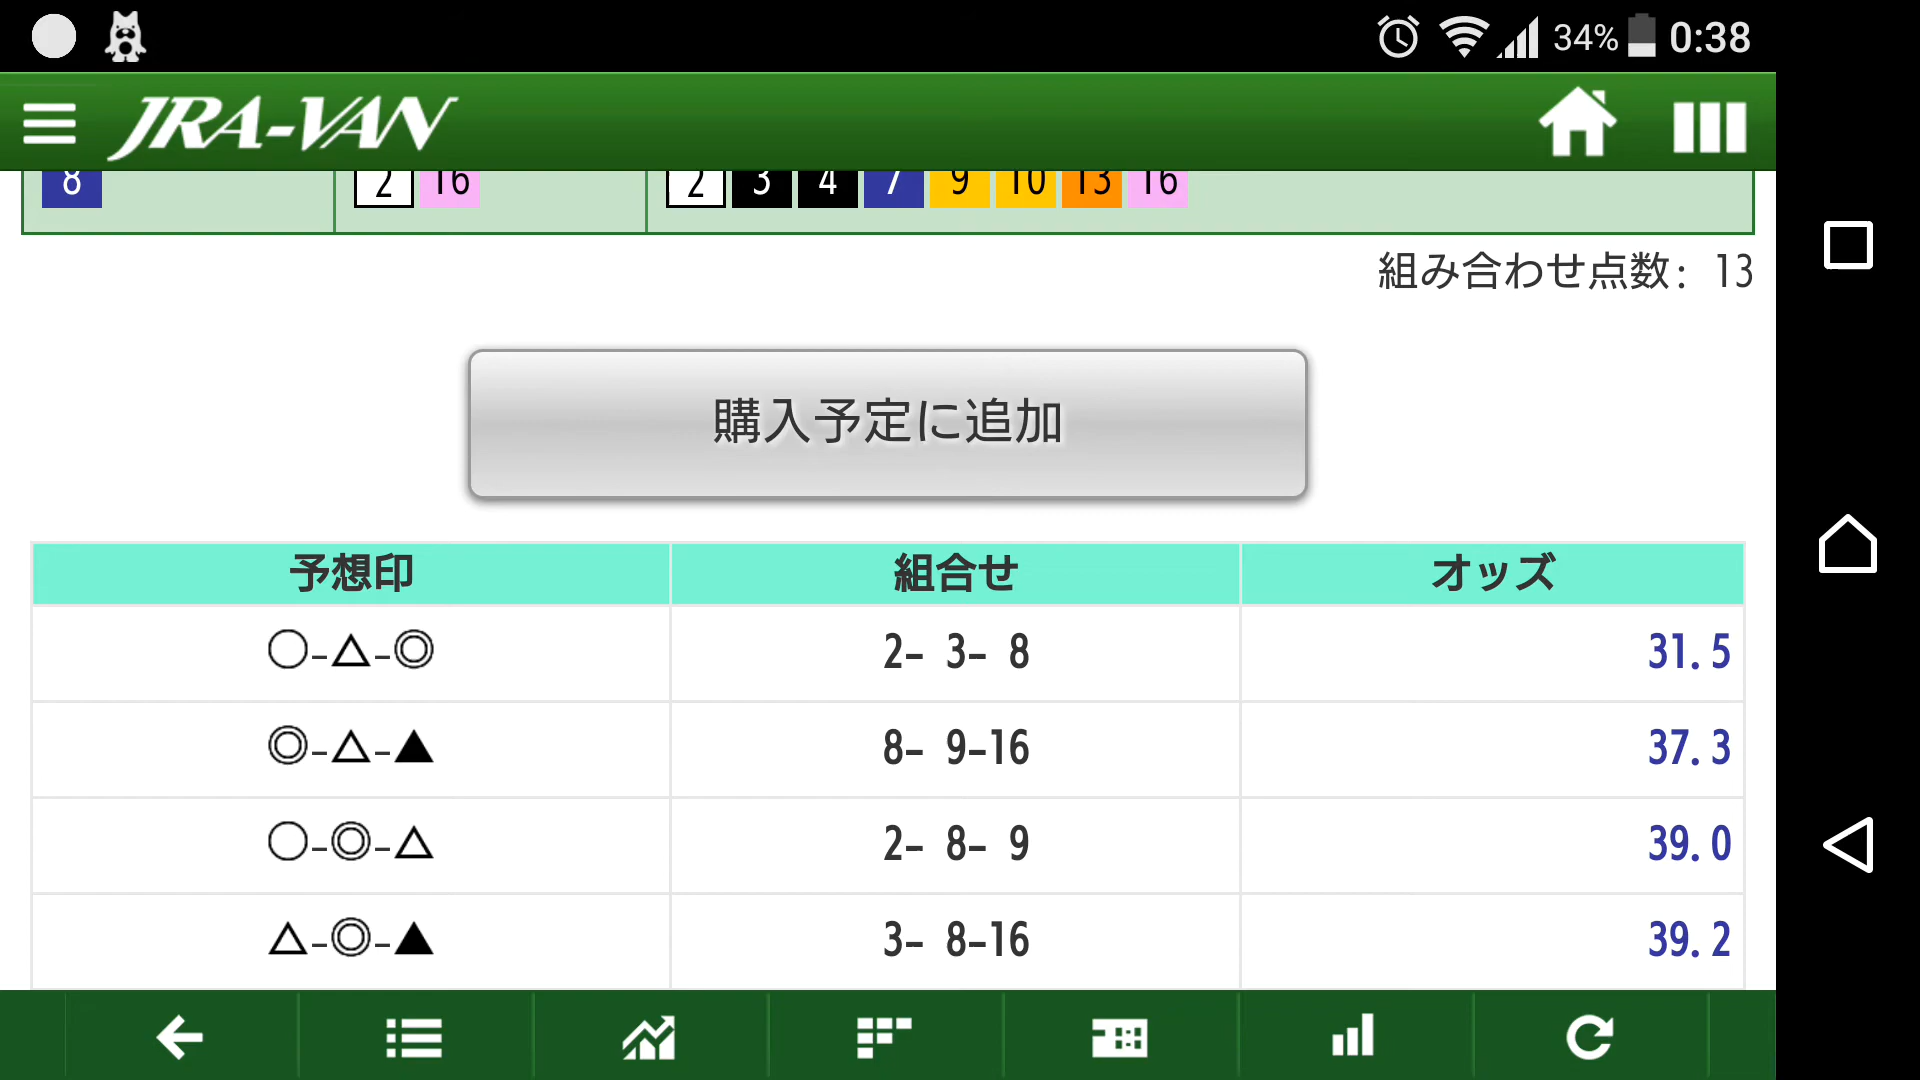 34% 0:38
JRA-VAN
8 2 16 2 3 4 7 9 10 13 16
組み合わせ点数: 13
購入予定に追加
予想印 組合せ オッズ
○-△-◎ 2- 3- 8 31.5
◎-△-▲ 8- 9-16 37.3
○-◎-△ 2- 8- 9 39.0
△-◎-▲ 3- 8-16 39.2